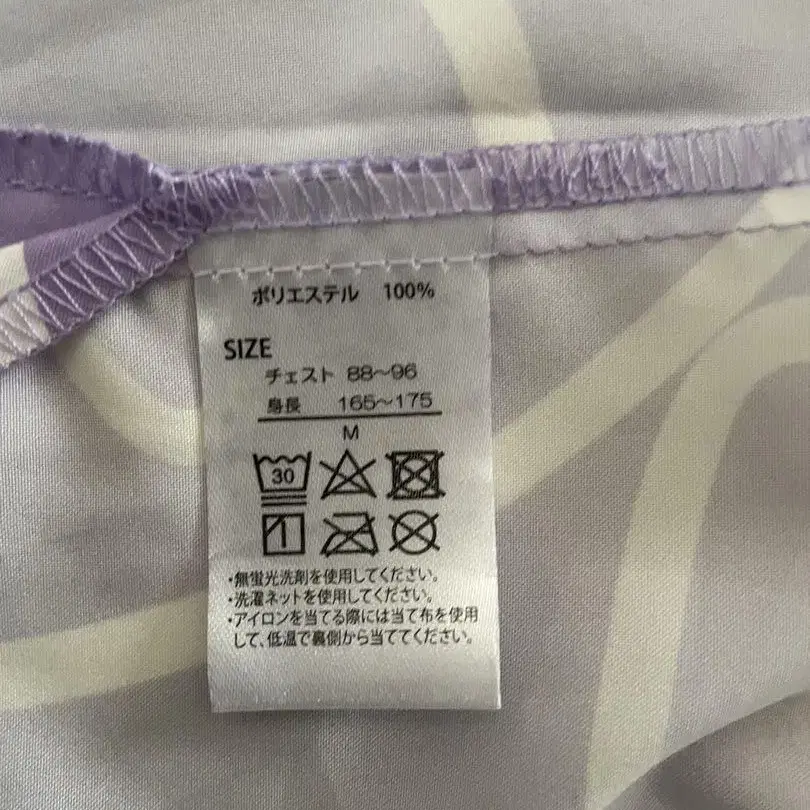 ポリエステル 100%
SIZE
チェスト 88～96
身長 165～175
M
30
・無蛍光洗剤を使用してください。
・洗濯ネットを使用してください。
・アイロンを当てる際には当て布を使用
して、低温で裏側から当ててください。